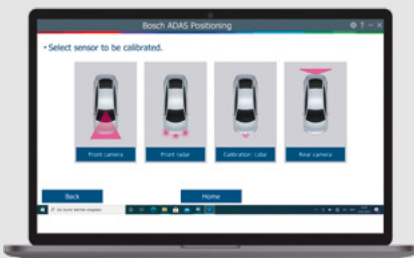 Bosch ADAS Positioning
• Select sensor to be calibrated.
Front camera
Front radar
Calibration: Lidar
Rear camera
Back
Home